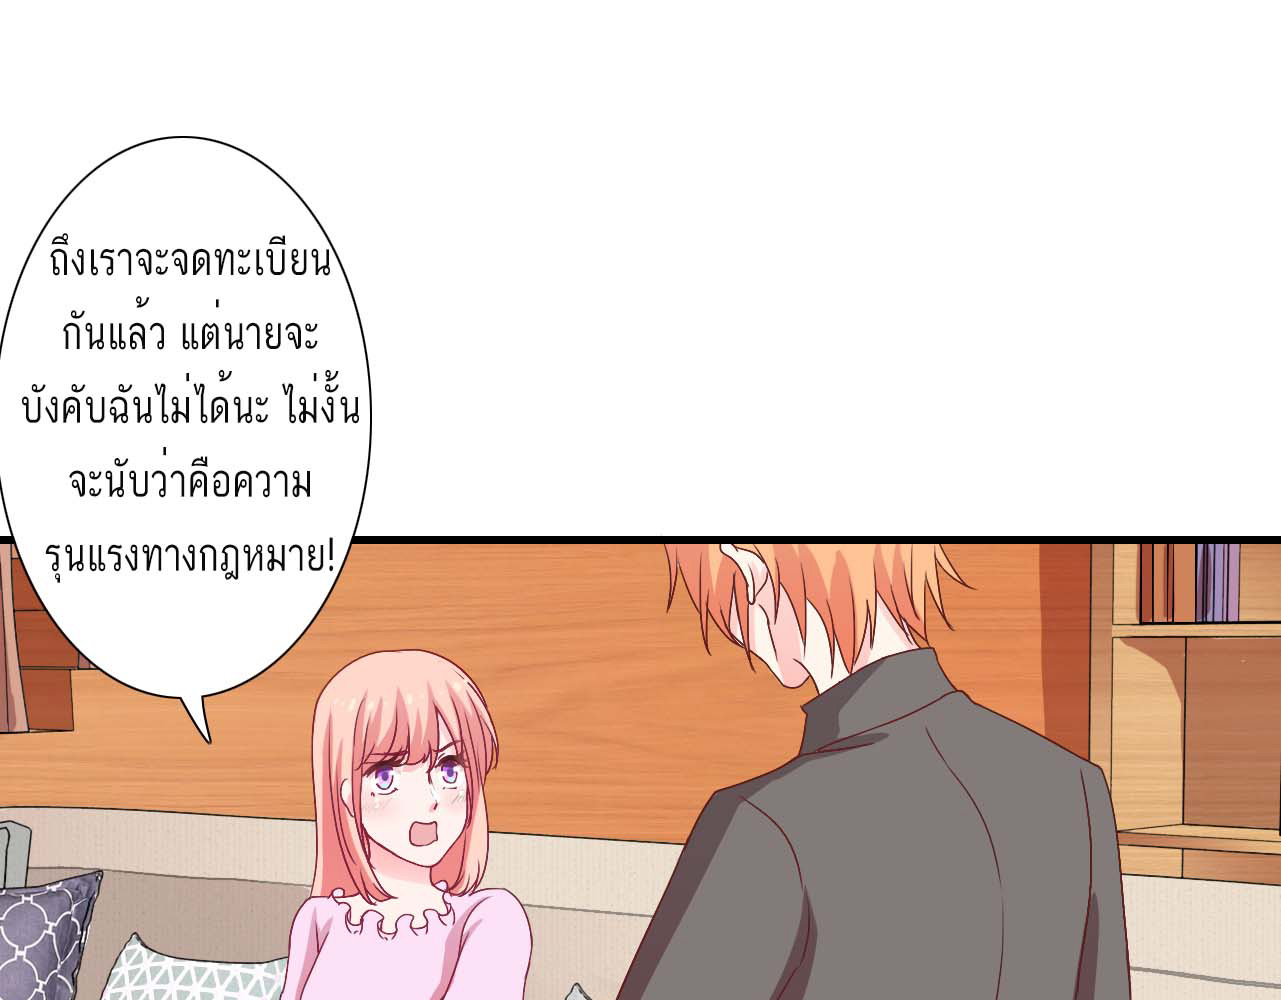 ถึงเราจะจดทะเบียน
กันแล้ว แต่นายจะ
บังคับฉันไม่ได้นะ ไม่งั้น
จะนับว่าคือความ
รุนแรงทางกฎหมาย!